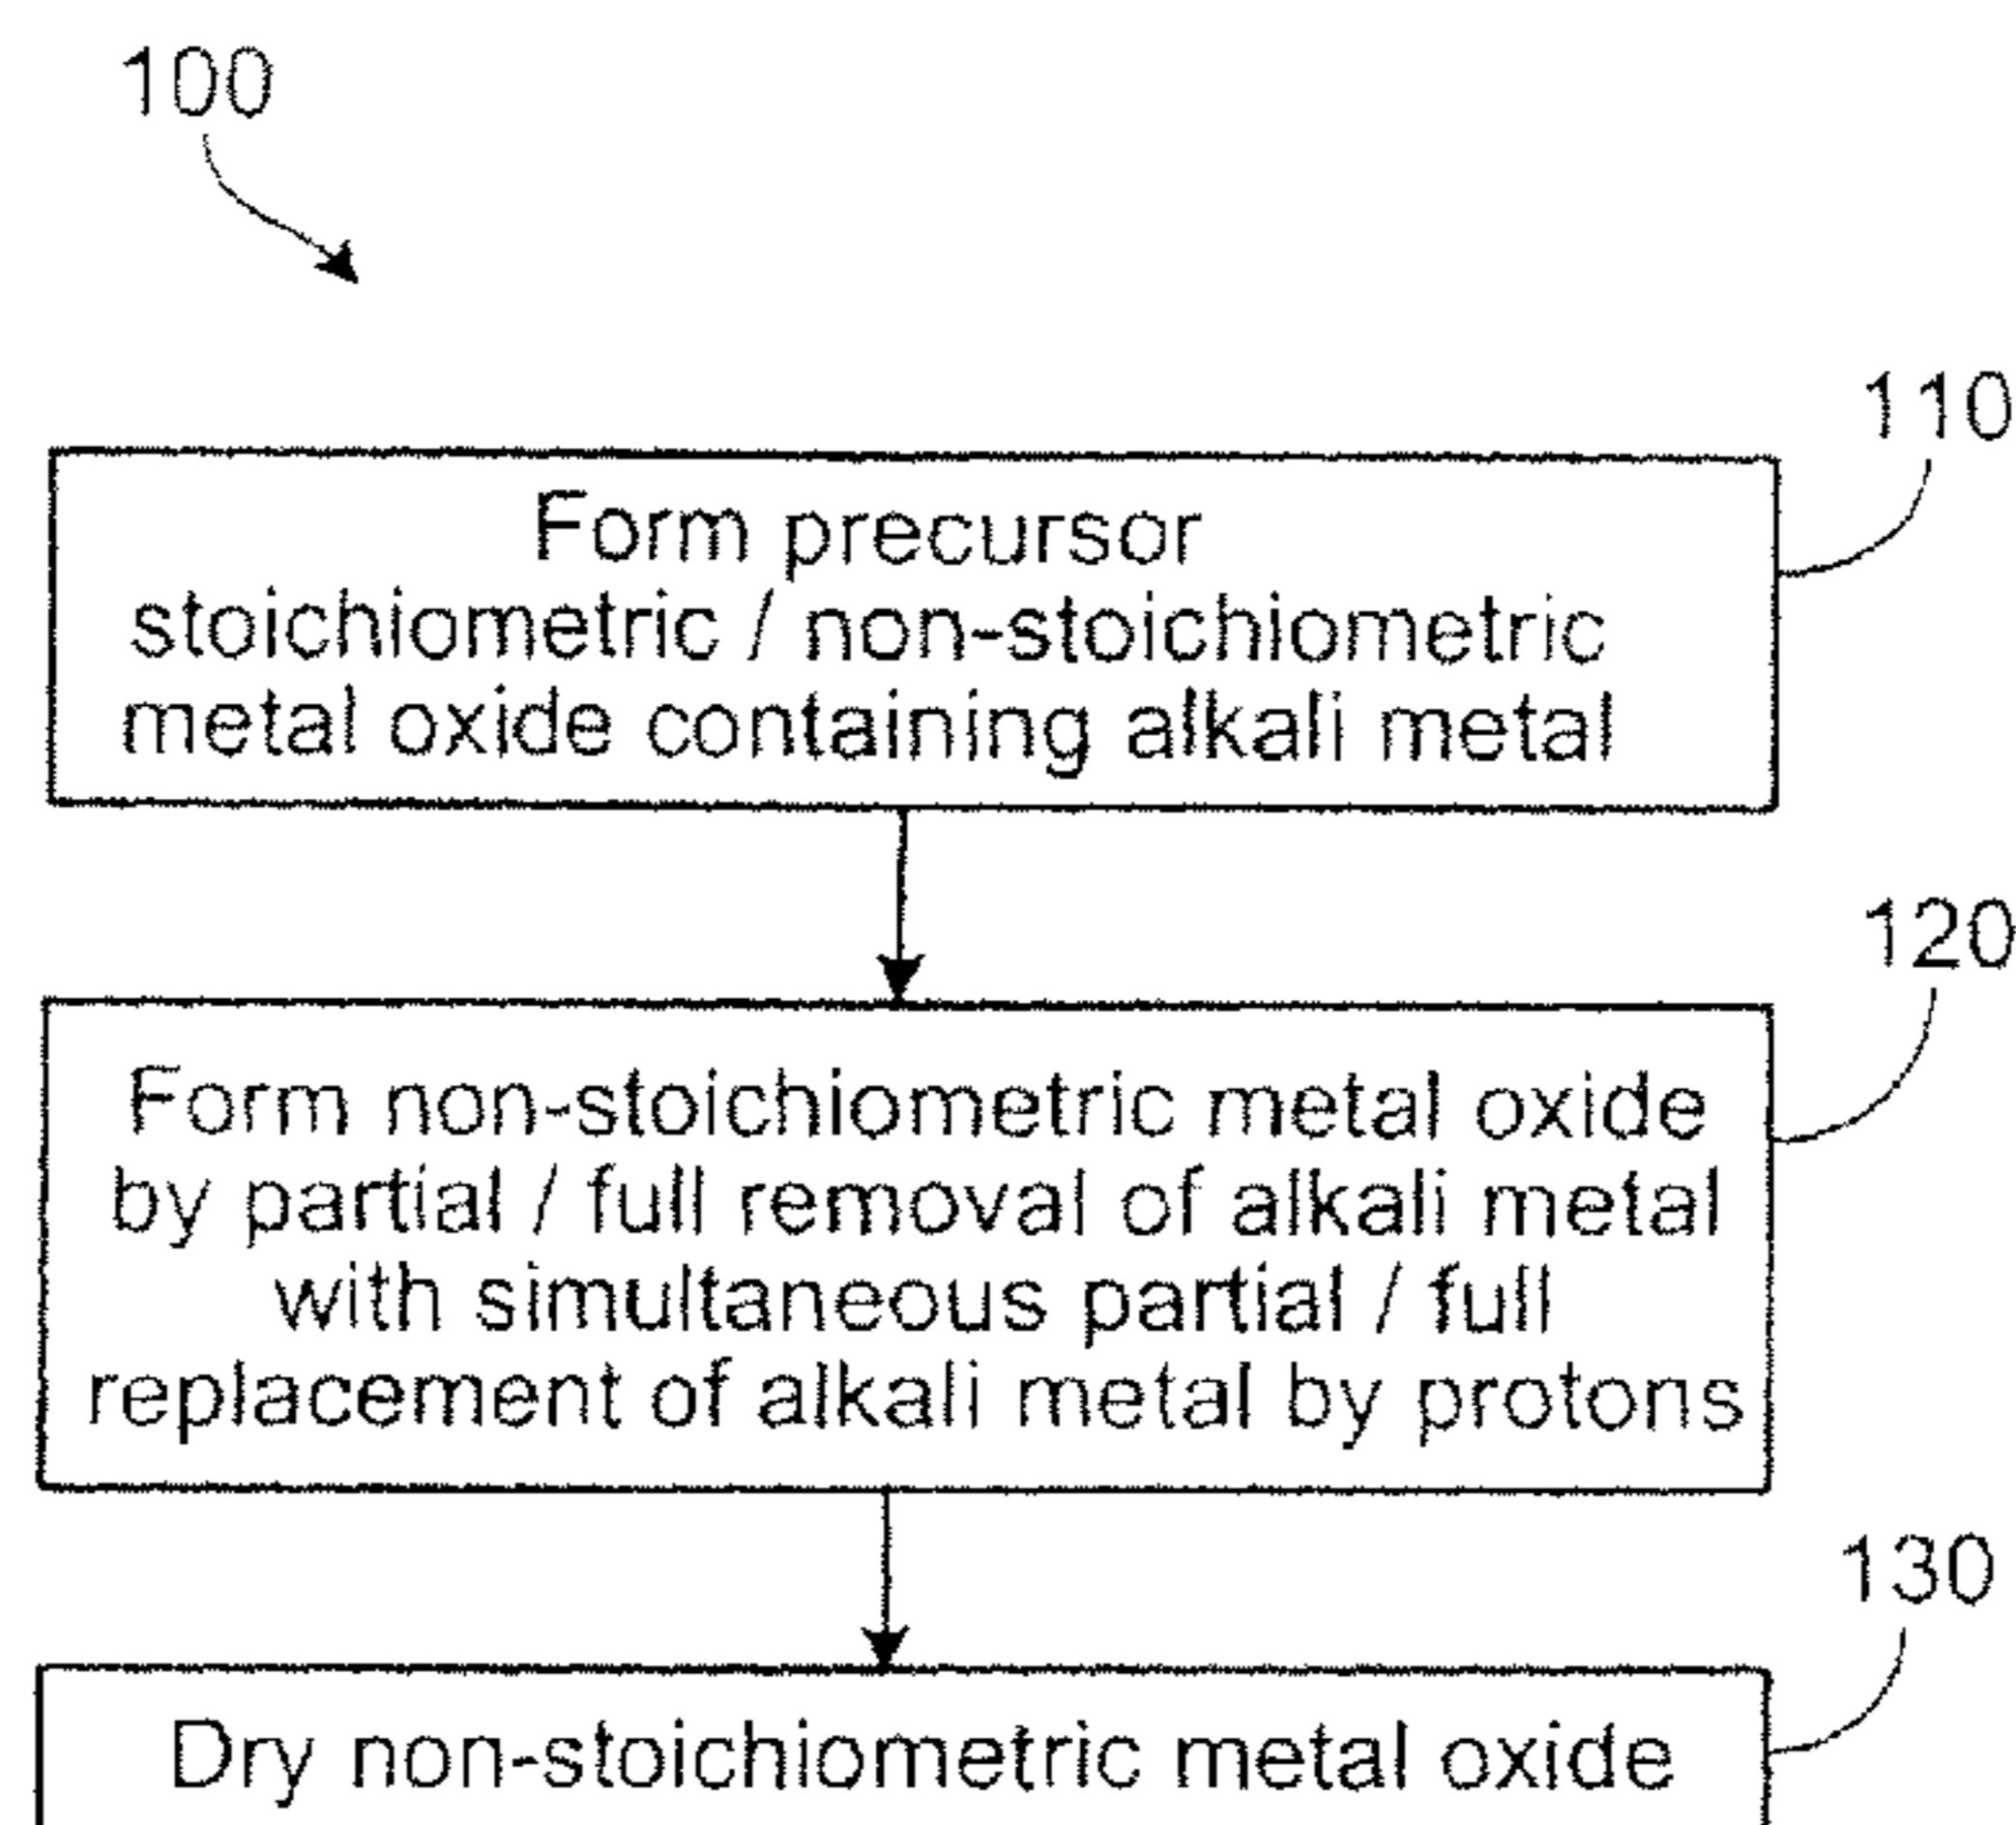 100
110
Form precursor
stoichiometric / non-stoichiometric
metal oxide containing alkali metal
120
Form non-stoichiometric metal oxide
by partial / full removal of alkali metal
with simultaneous partial / full
replacement of alkali metal by protons
130
Dry non-stoichiometric metal oxide